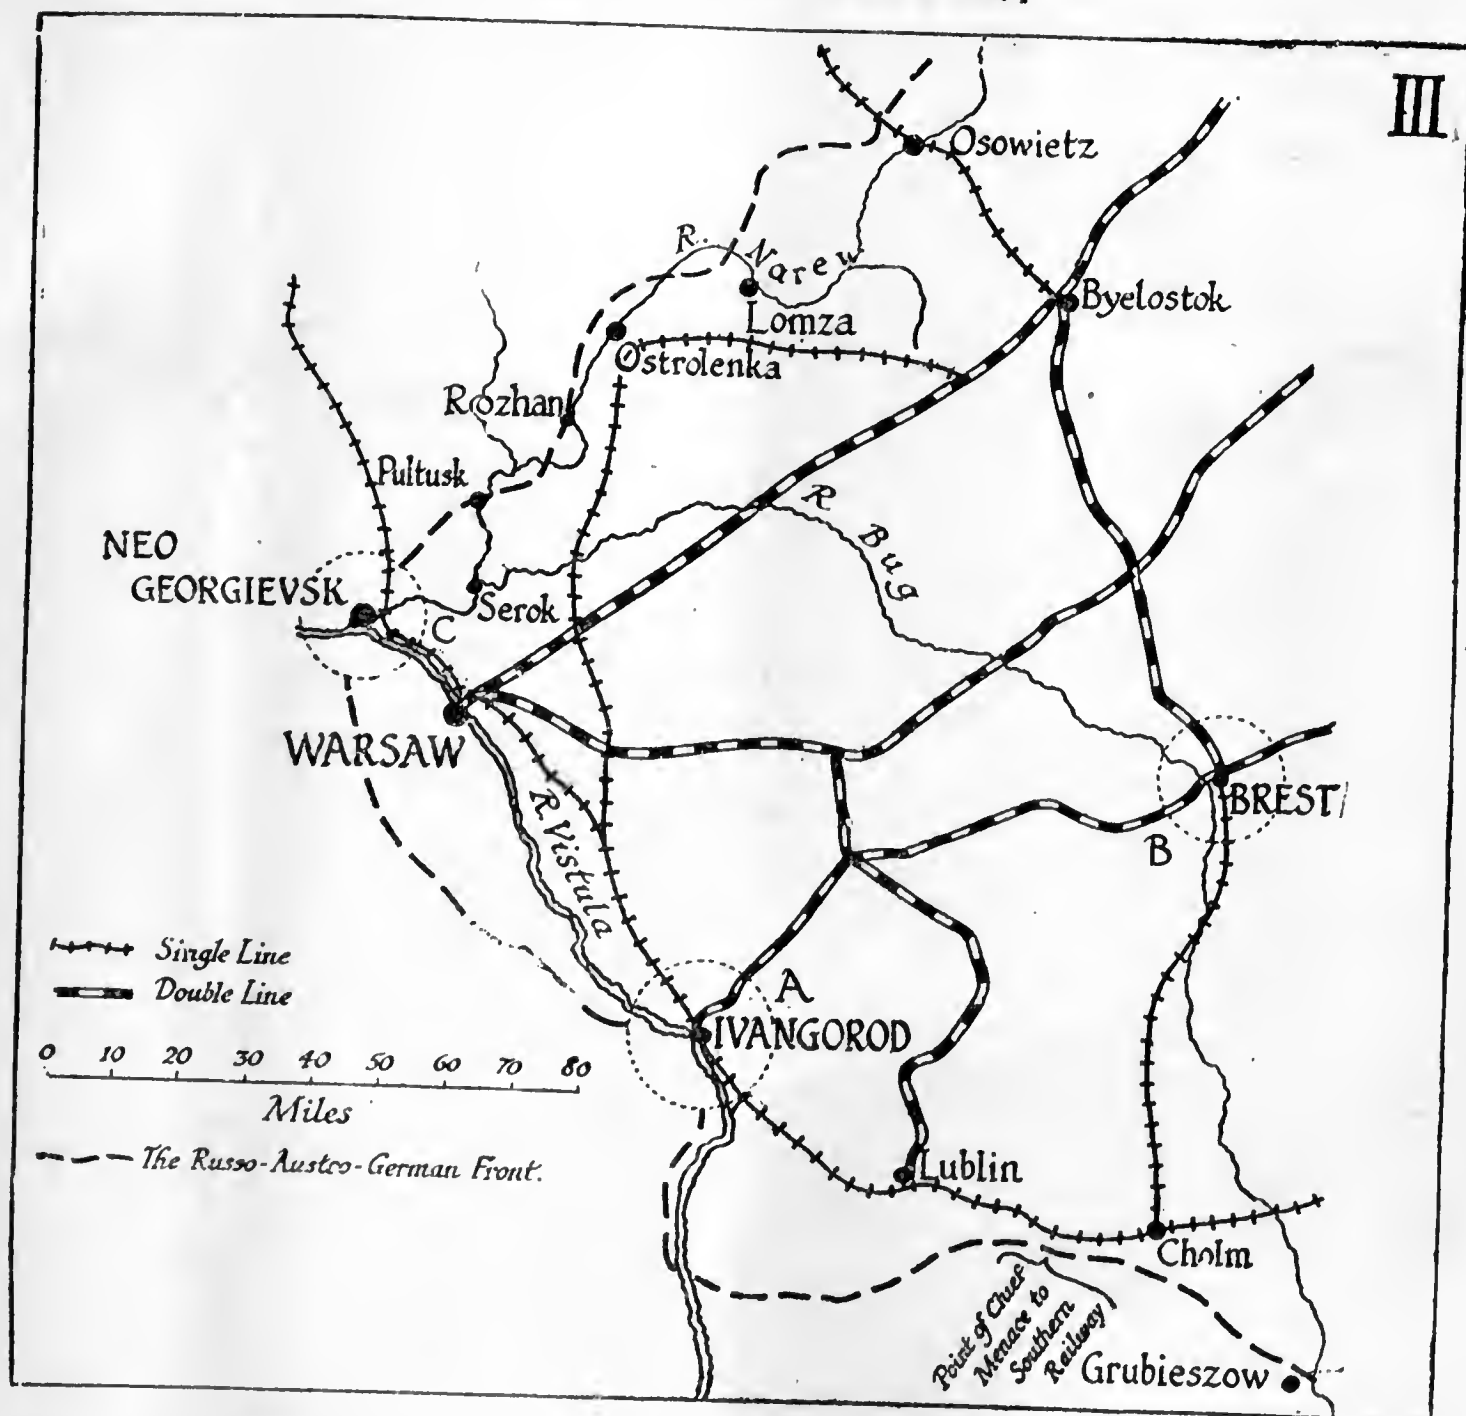 III
Osowietz
R. Narew
Byelostok
Lomza
Ostrolenka
Rozhan
Pultusk
R Bug
NEO
GEORGIEVSK
Serok
C
WARSAW
BREST
R. Vistula
B
Single Line
Double Line
A
IVANGOROD
0 10 20 30 40 50 60 70 80
Miles
The Russo-Austro-German Front.
Lublin
Cholm
Point of Chief
Menace to
Southern
Railway
Grubieszow